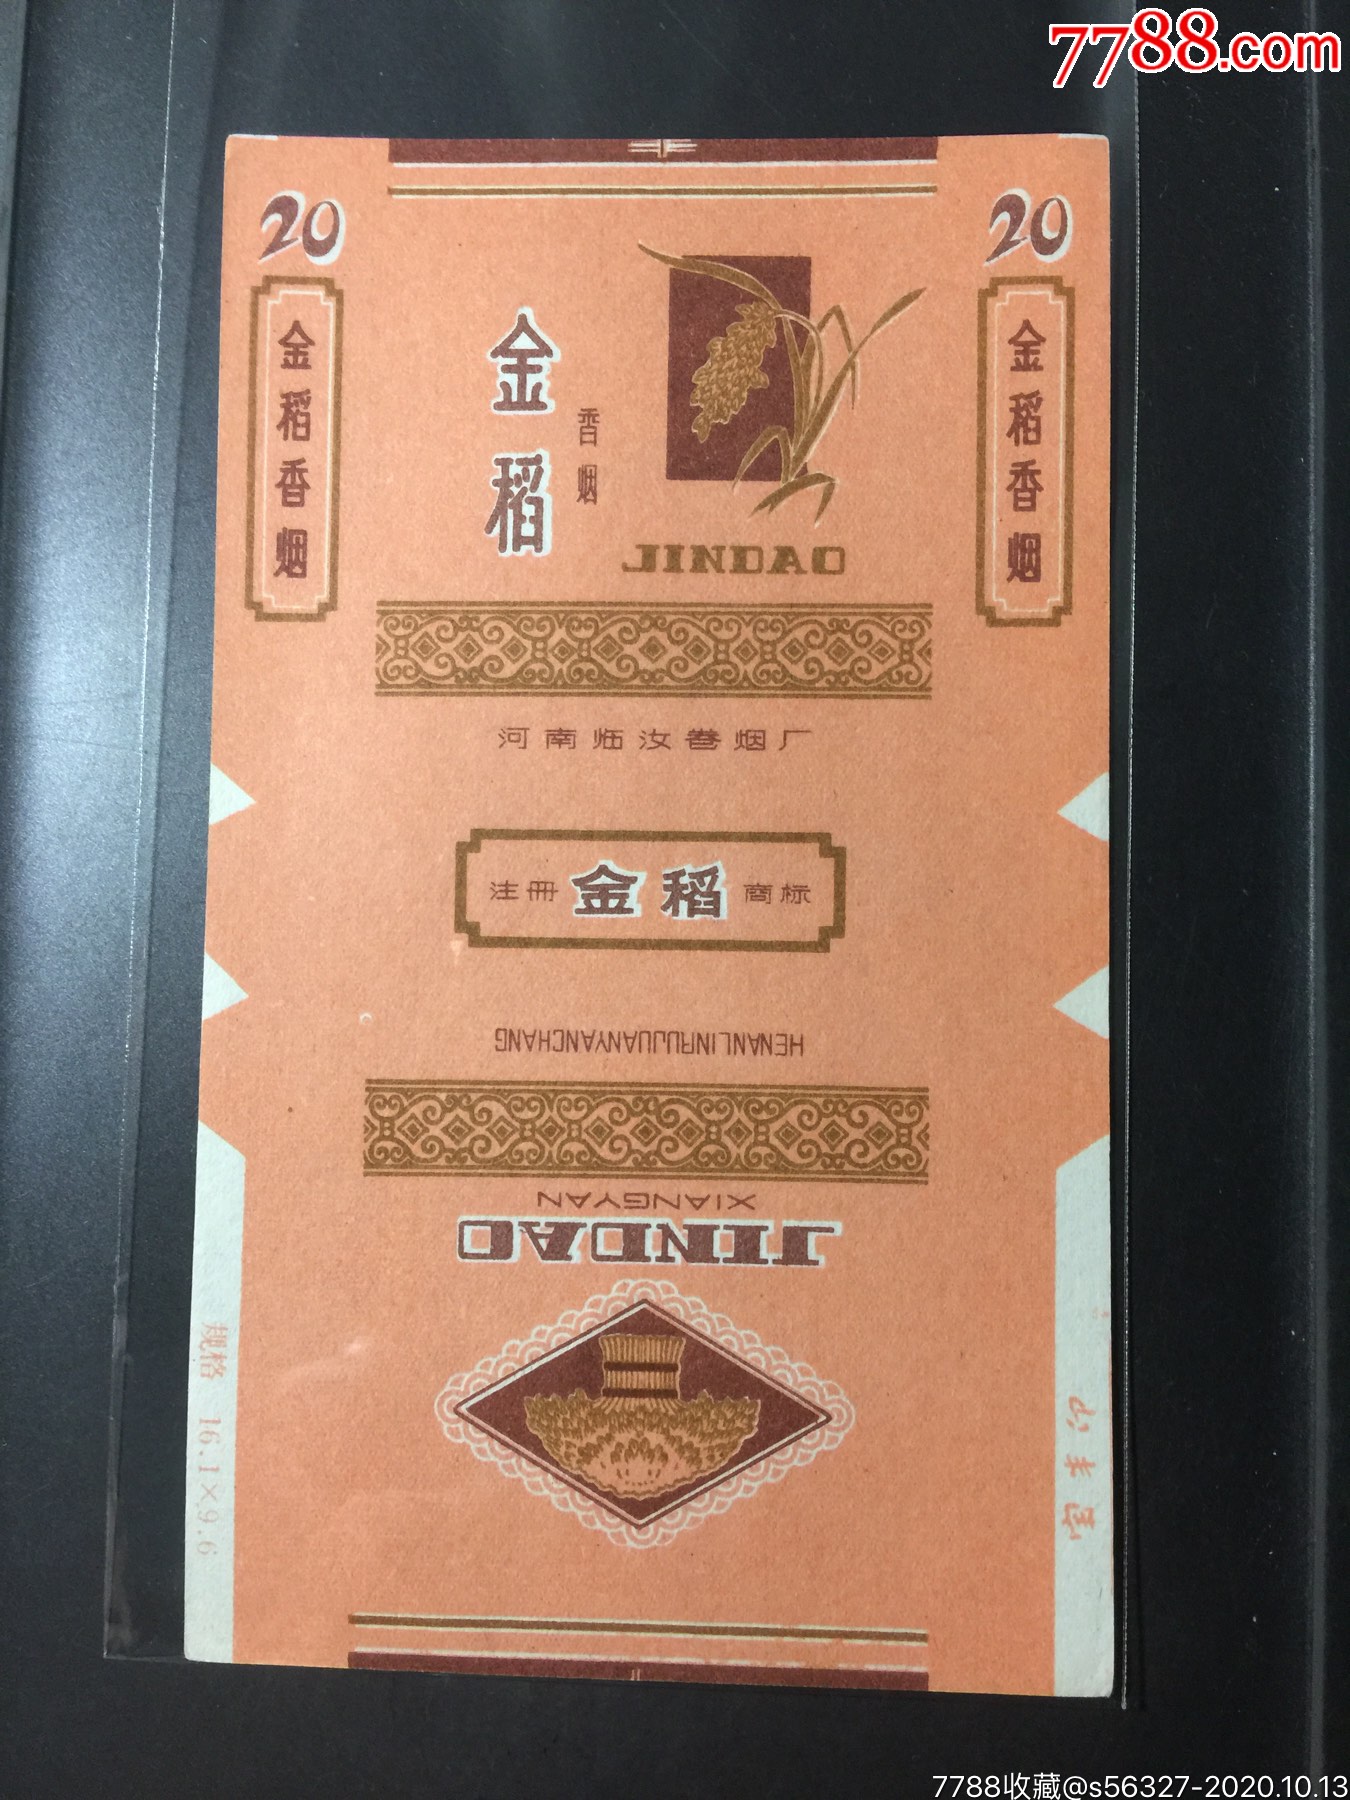 7788.com
20
20
金稻香烟
金稻
香烟
JINDAO
金稻香烟
河南临汝卷烟厂
注册 金稻 商标
HENANLINRUJUANYANCHANG
XIANGYAN
JINDAO
规格 16.1×9.6
7788收藏@s56327-2020.10.13